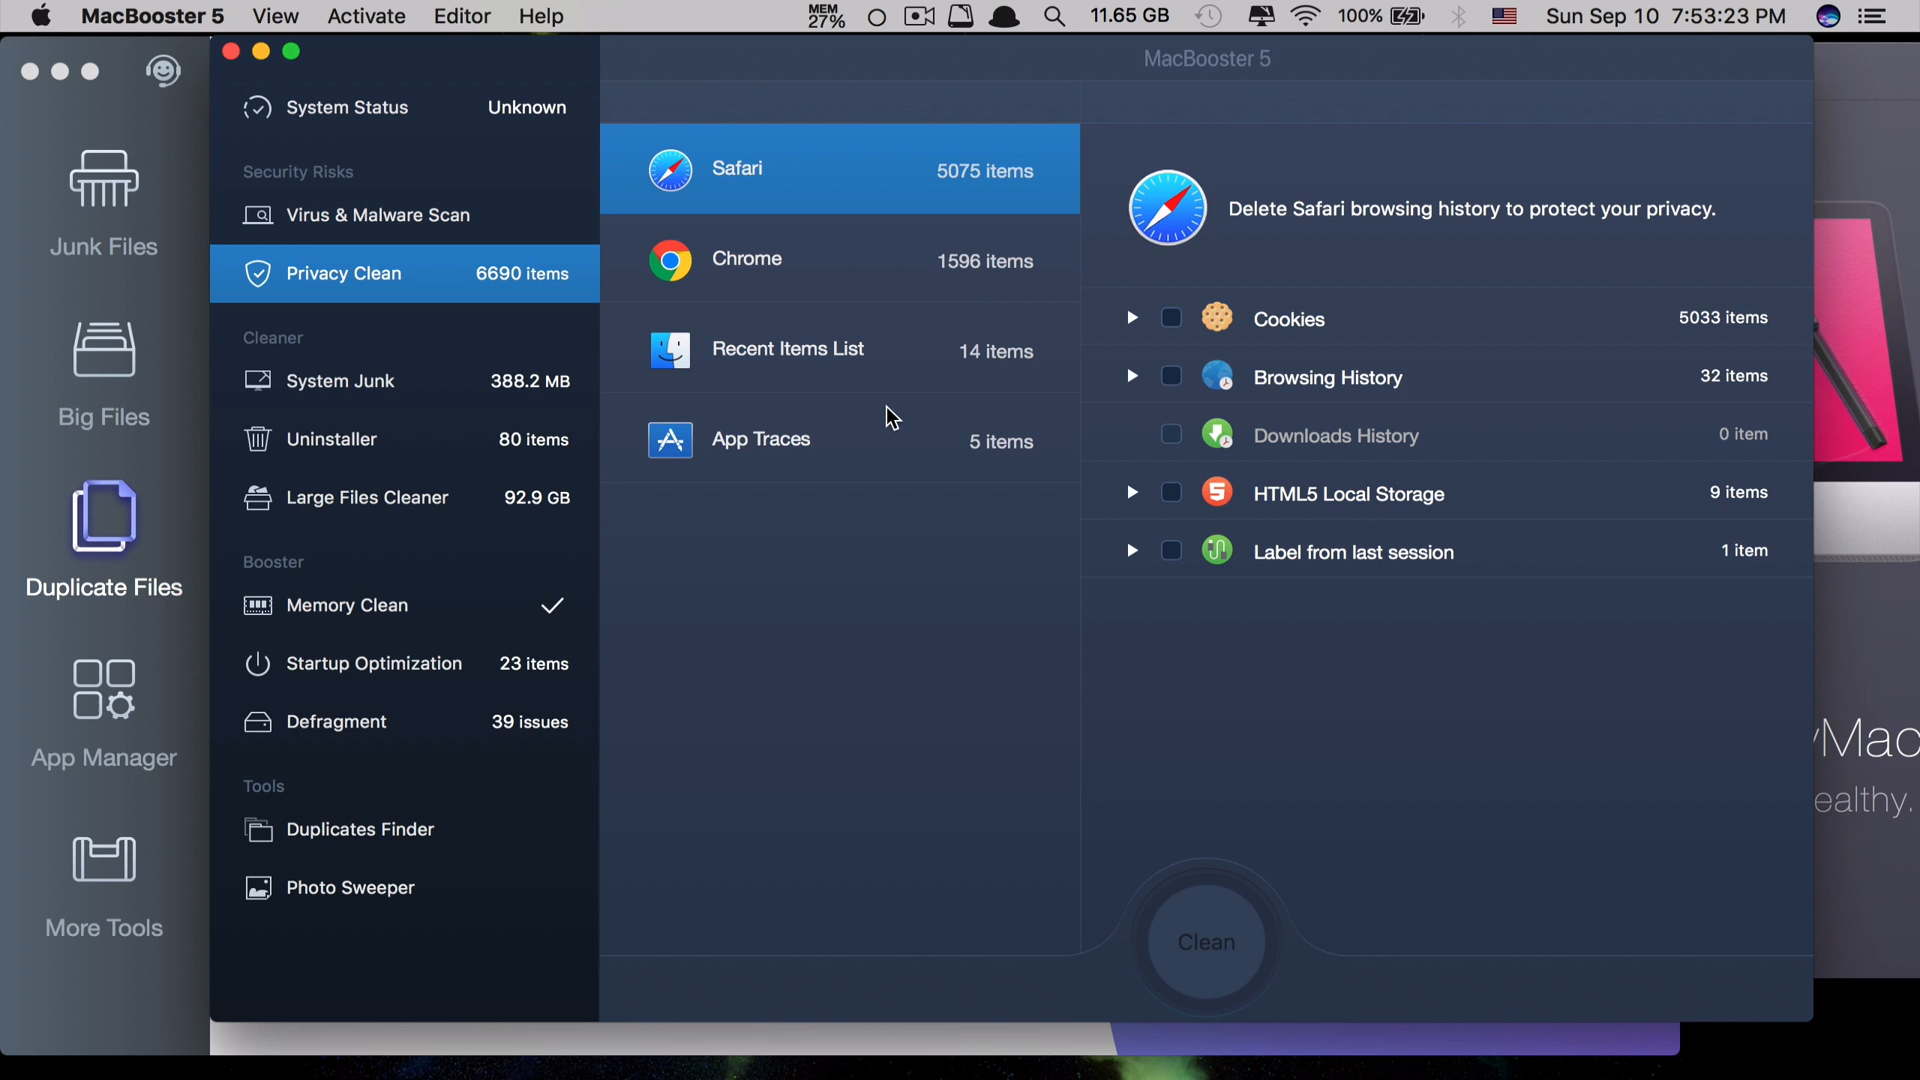 MacBooster 5 View Activate Editor Help MEM 27% 11.65 GB 100% Sun Sep 10 7:53:23 PM
Junk Files
Big Files
Duplicate Files
App Manager
More Tools
System Status Unknown
Security Risks
Virus & Malware Scan
Privacy Clean 6690 items
Cleaner
System Junk 388.2 MB
Uninstaller 80 items
Large Files Cleaner 92.9 GB
Booster
Memory Clean
Startup Optimization 23 items
Defragment 39 issues
Tools
Duplicates Finder
Photo Sweeper
MacBooster 5
Safari 5075 items
Chrome 1596 items
Recent Items List 14 items
App Traces 5 items
Delete Safari browsing history to protect your privacy.
Cookies 5033 items
Browsing History 32 items
Downloads History 0 item
HTML5 Local Storage 9 items
Label from last session 1 item
Clean
yMac
ealthy.